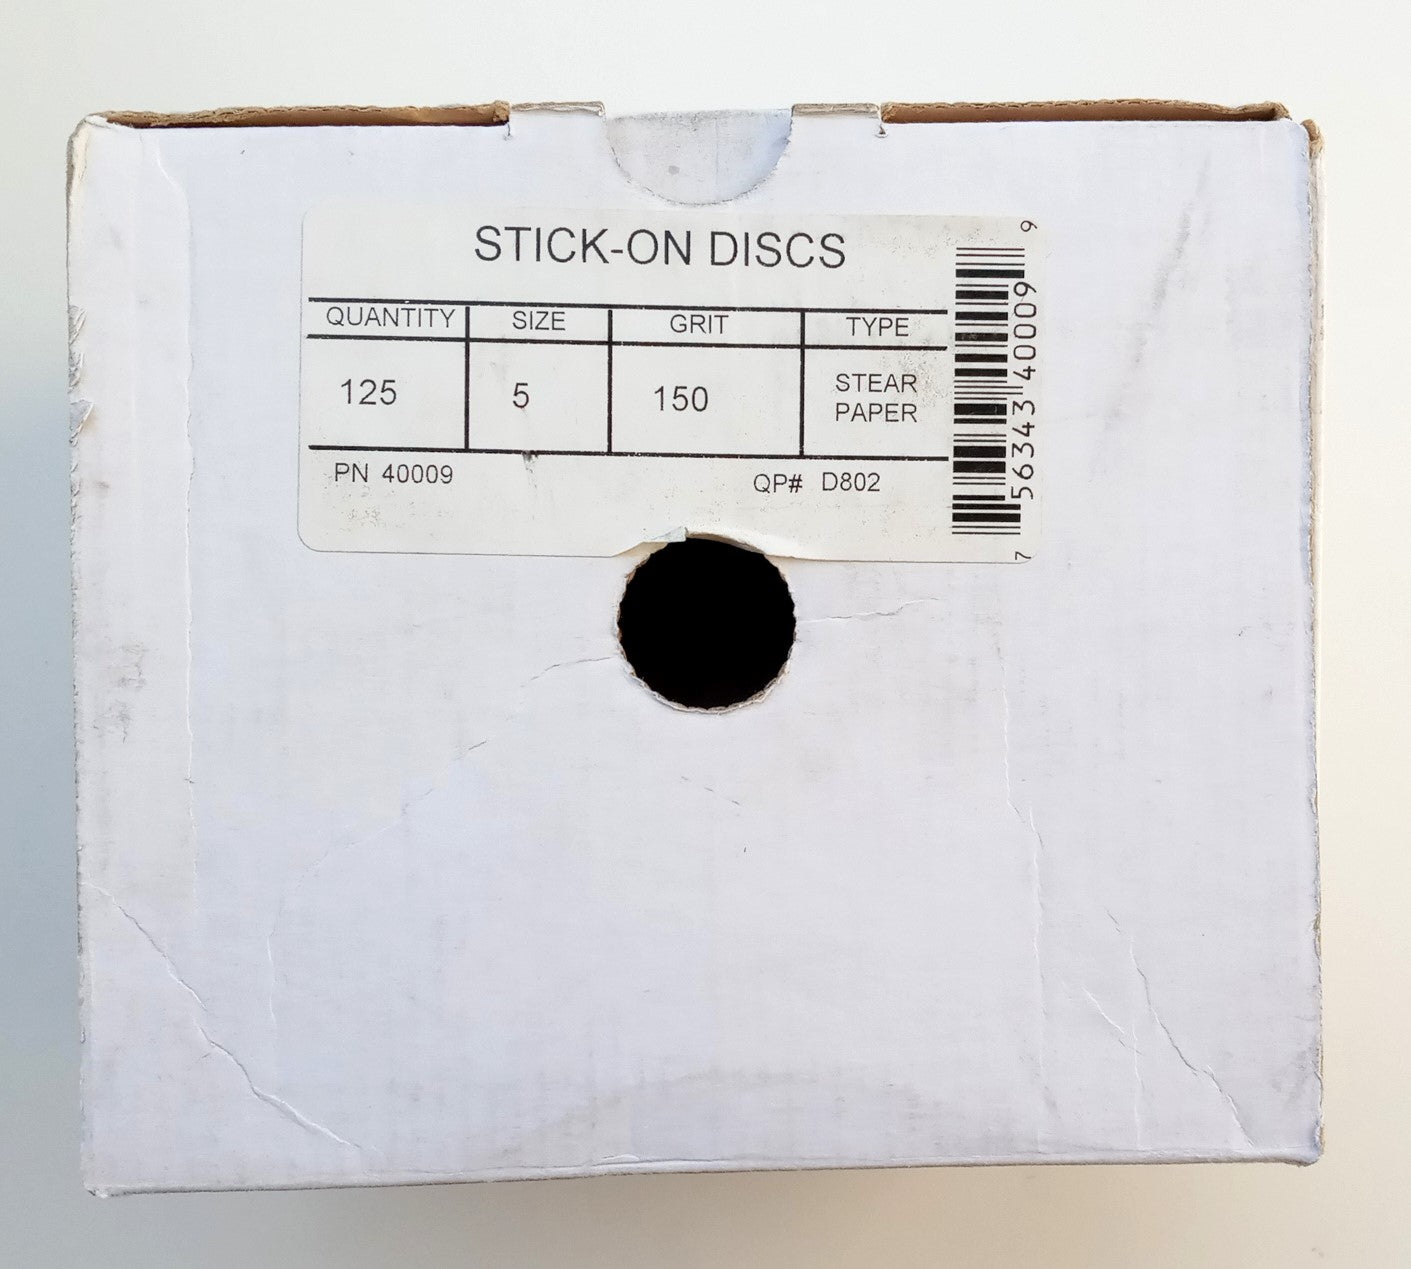 STICK-ON DISCS
QUANTITY SIZE GRIT TYPE
125 5 150 STEAR PAPER
PN 40009 QP# D802
7 56343 40009 9